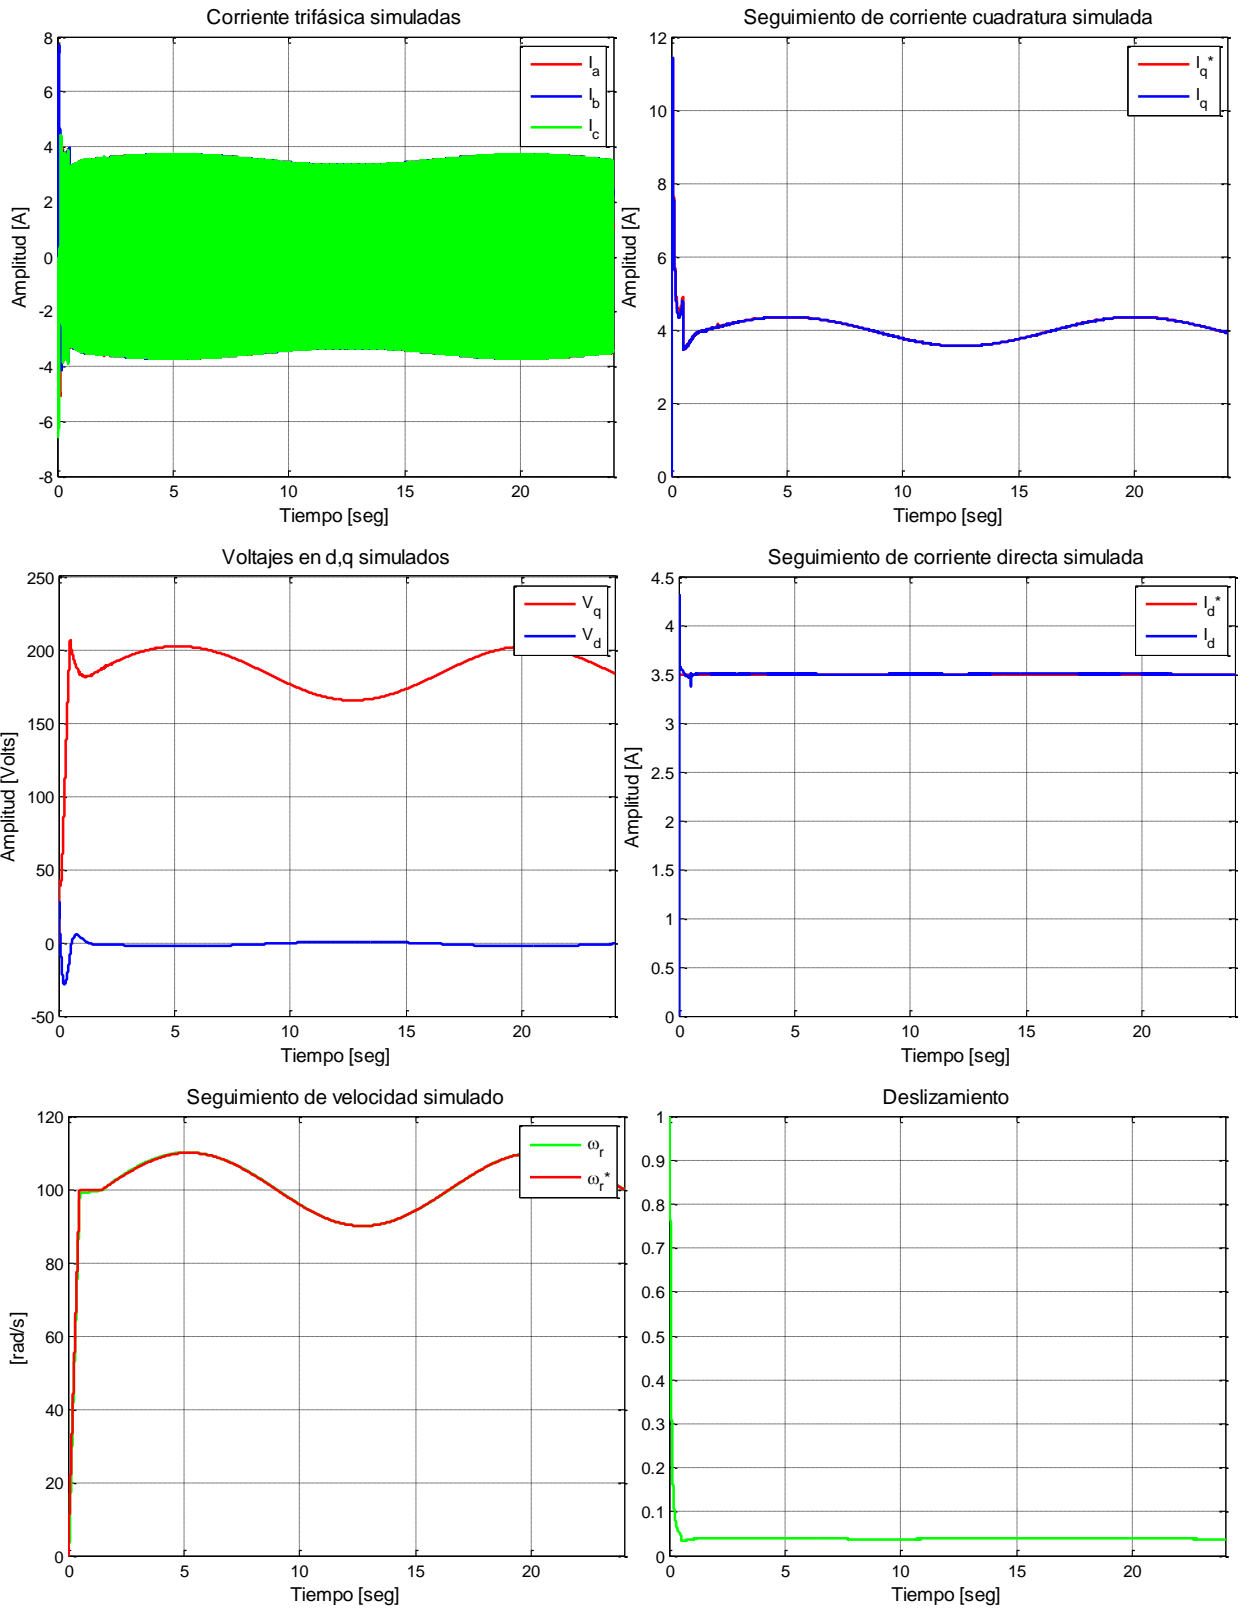 Corriente trifásica simuladas
Amplitud [A]
8
6
4
2
0
-2
-4
-6
-8
0 5 10 15 20
Tiempo [seg]
I_a
I_b
I_c
Seguimiento de corriente cuadratura simulada
Amplitud [A]
12
10
8
6
4
2
0
0 5 10 15 20
Tiempo [seg]
I_q*
I_q
Voltajes en d,q simulados
Amplitud [Volts]
250
200
150
100
50
0
-50
0 5 10 15 20
Tiempo [seg]
V_q
V_d
Seguimiento de corriente directa simulada
Amplitud [A]
4.5
4
3.5
3
2.5
2
1.5
1
0.5
0
0 5 10 15 20
Tiempo [seg]
I_d*
I_d
Seguimiento de velocidad simulado
[rad/s]
120
100
80
60
40
20
0
0 5 10 15 20
Tiempo [seg]
ω_r
ω_r*
Deslizamiento
1
0.9
0.8
0.7
0.6
0.5
0.4
0.3
0.2
0.1
0
0 5 10 15 20
Tiempo [seg]